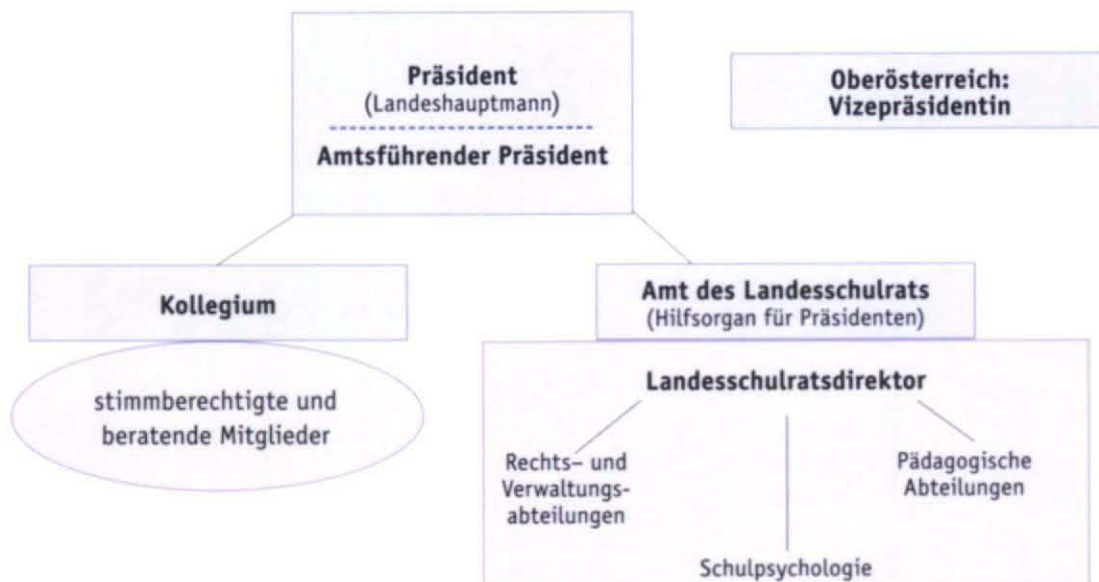 Präsident
(Landeshauptmann)
Amtsführender Präsident
Oberösterreich:
Vizepräsidentin
Kollegium
stimmberechtigte und
beratende Mitglieder
Amt des Landesschulrats
(Hilfsorgan für Präsidenten)
Landesschulratsdirektor
Rechts– und
Verwaltungs-
abteilungen
Schulpsychologie
Pädagogische
Abteilungen